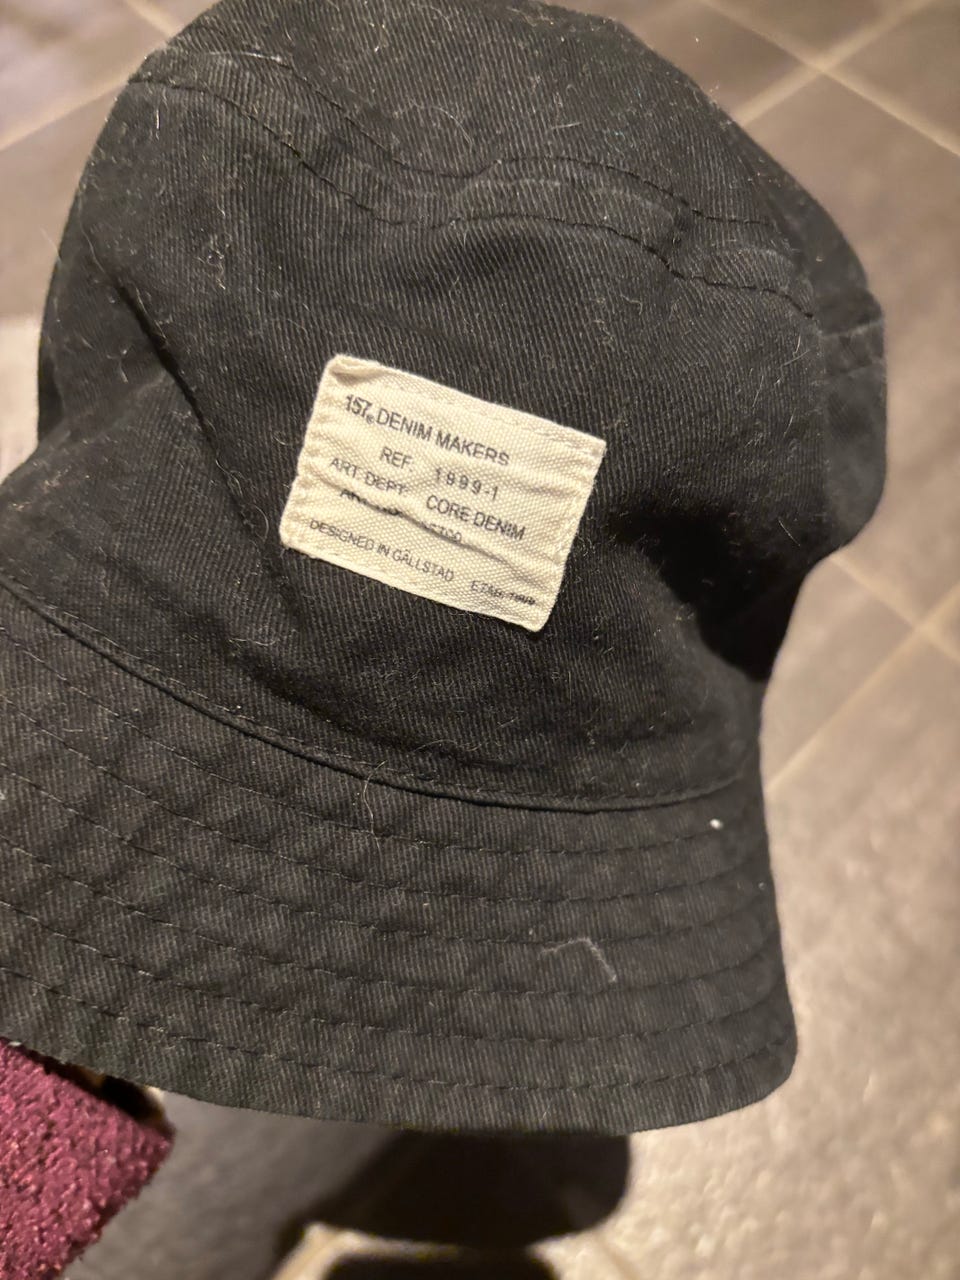 157 DENIM MAKERS
REF. 1999-1
ART. DEPT. CORE DENIM
DESIGNED IN GÄLLSTAD